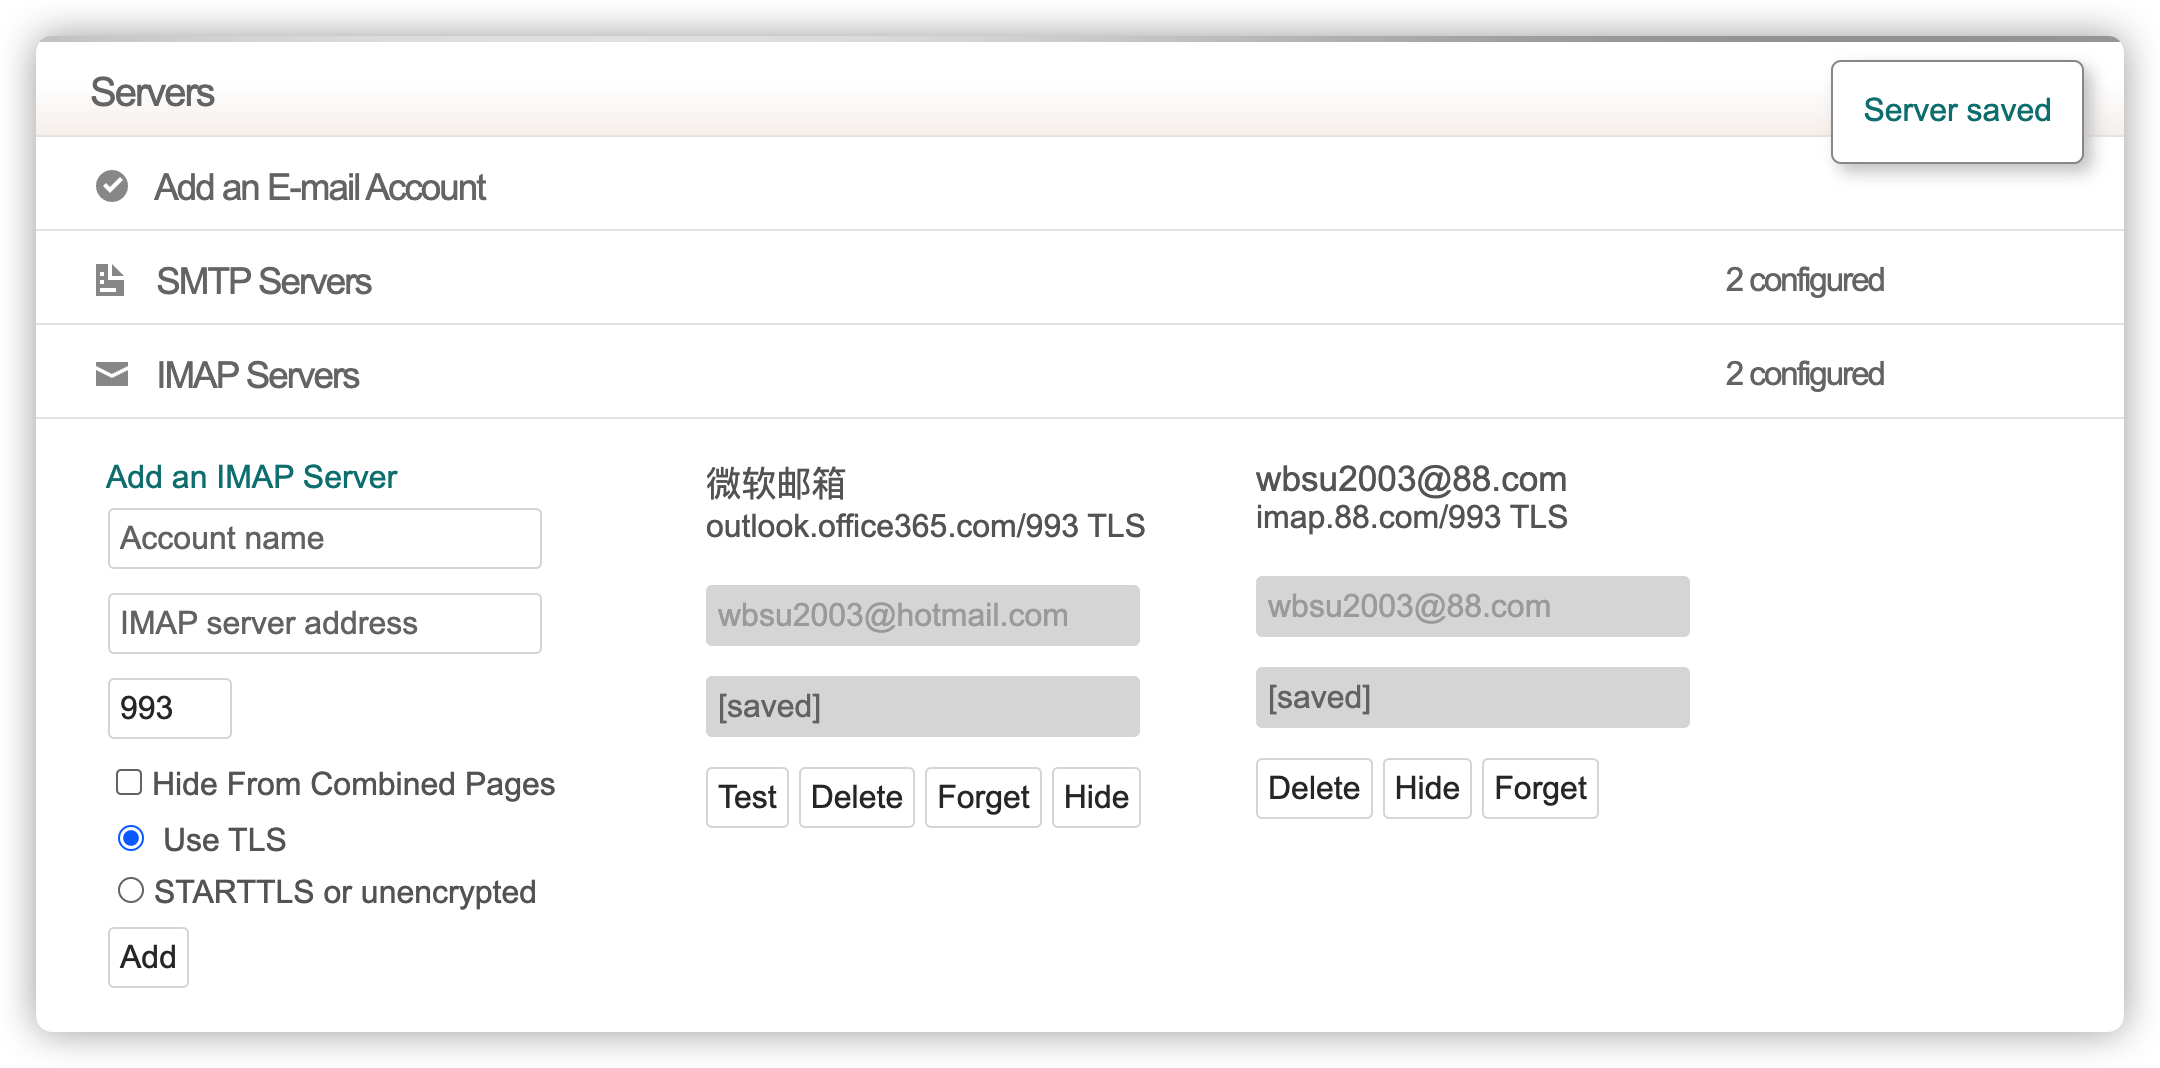 Servers
Server saved
Add an E-mail Account
SMTP Servers
2 configured
IMAP Servers
2 configured
Add an IMAP Server
Account name
IMAP server address
993
Hide From Combined Pages
Use TLS
STARTTLS or unencrypted
Add
微软邮箱
outlook.office365.com/993 TLS
wbsu2003@hotmail.com
[saved]
Test Delete Forget Hide
wbsu2003@88.com
imap.88.com/993 TLS
wbsu2003@88.com
[saved]
Delete Hide Forget